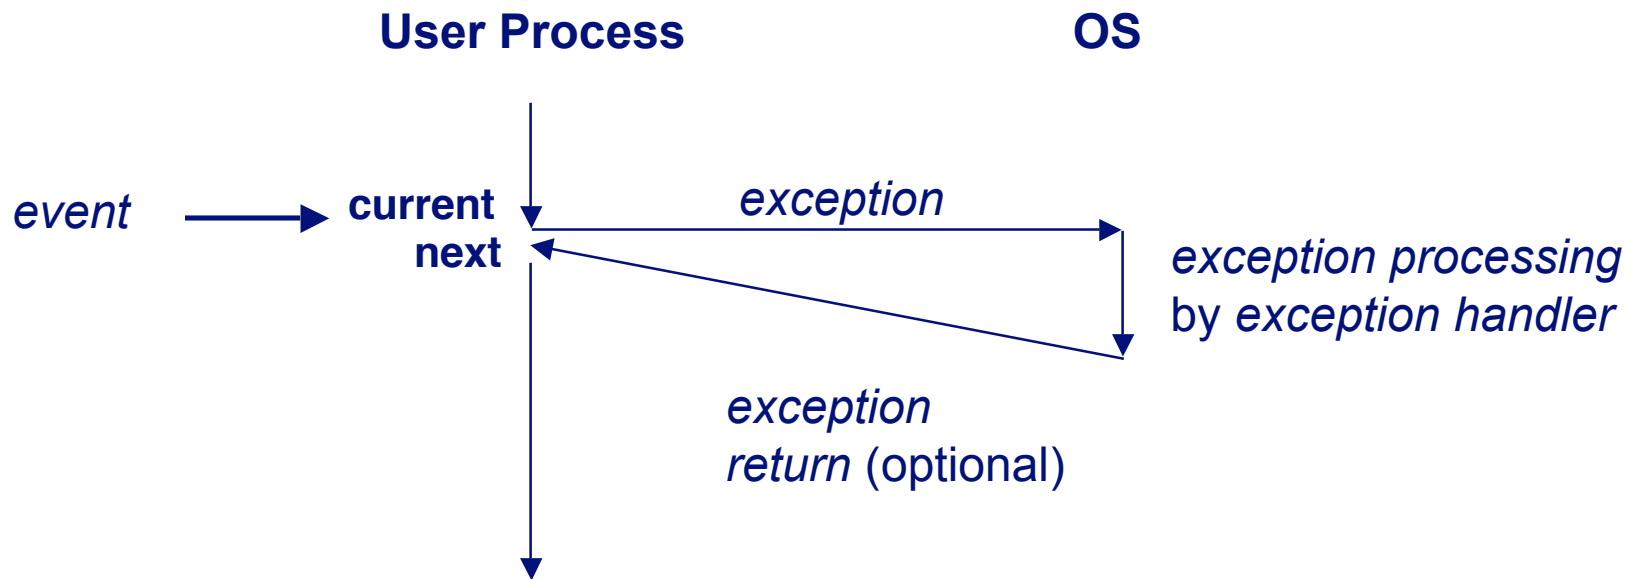 User Process
OS
event
current
next
exception
exception processing
by exception handler
exception
return (optional)